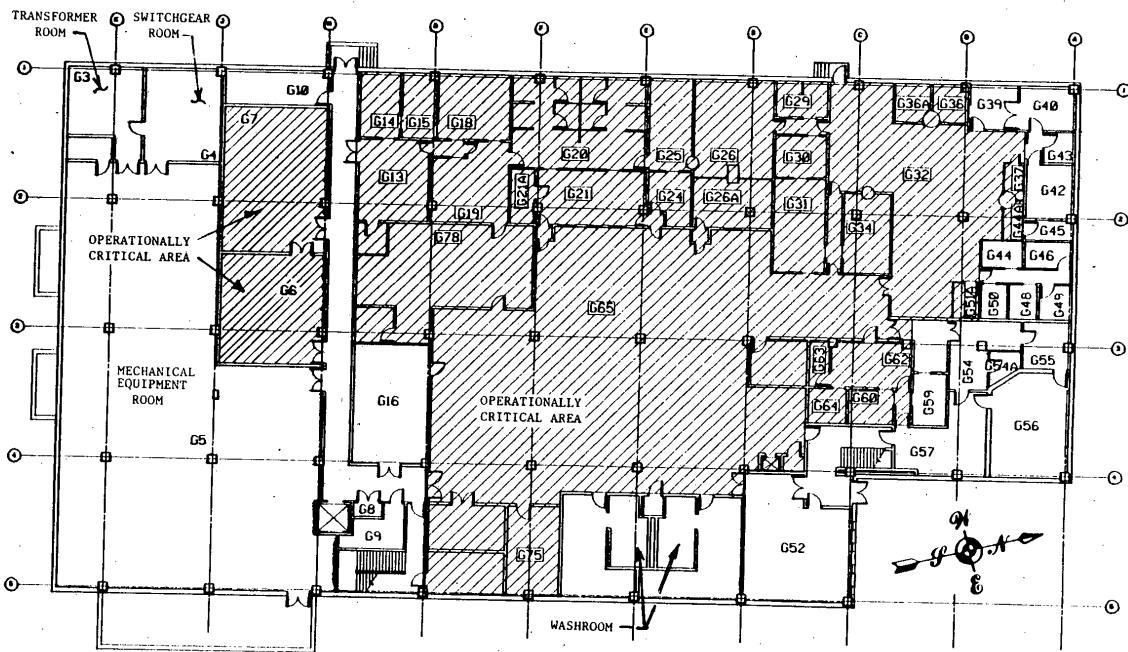 TRANSFORMER
ROOM
SWITCHGEAR
ROOM
G3
G4
G10
G7
G14
G15
G18
G29
G36A
G36
G39
G40
G20
G25
G26
G30
G32
G37
G43
G42
G13
G21A
G21
G24
G26A
G31
G34
G19
G44A
G45
G78
G44
G46
OPERATIONALLY
CRITICAL AREA
G6
G65
G51A
G50
G48
G49
MECHANICAL
EQUIPMENT
ROOM
G16
OPERATIONALLY
CRITICAL AREA
G63
G62
G54
G54A
G55
G64
G60
G59
G5
G57
G56
G8
G9
G75
G52
W
S
N
E
WASHROOM